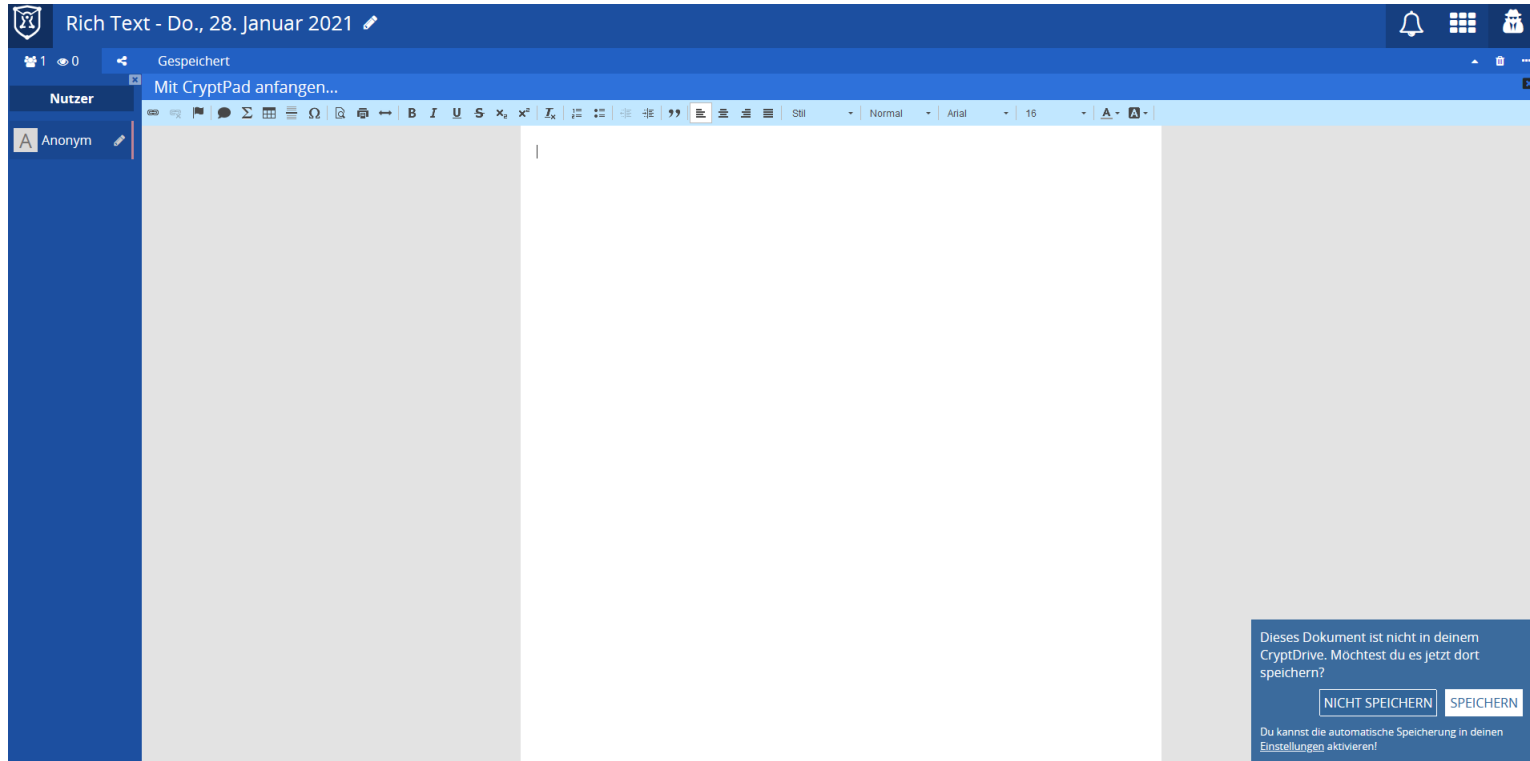 Rich Text - Do., 28. Januar 2021
1 0 Gespeichert
Mit CryptPad anfangen...
Nutzer
Stil Normal Arial 16
A Anonym
Dieses Dokument ist nicht in deinem
CryptDrive. Möchtest du es jetzt dort
speichern?
NICHT SPEICHERN SPEICHERN
Du kannst die automatische Speicherung in deinen
Einstellungen aktivieren!